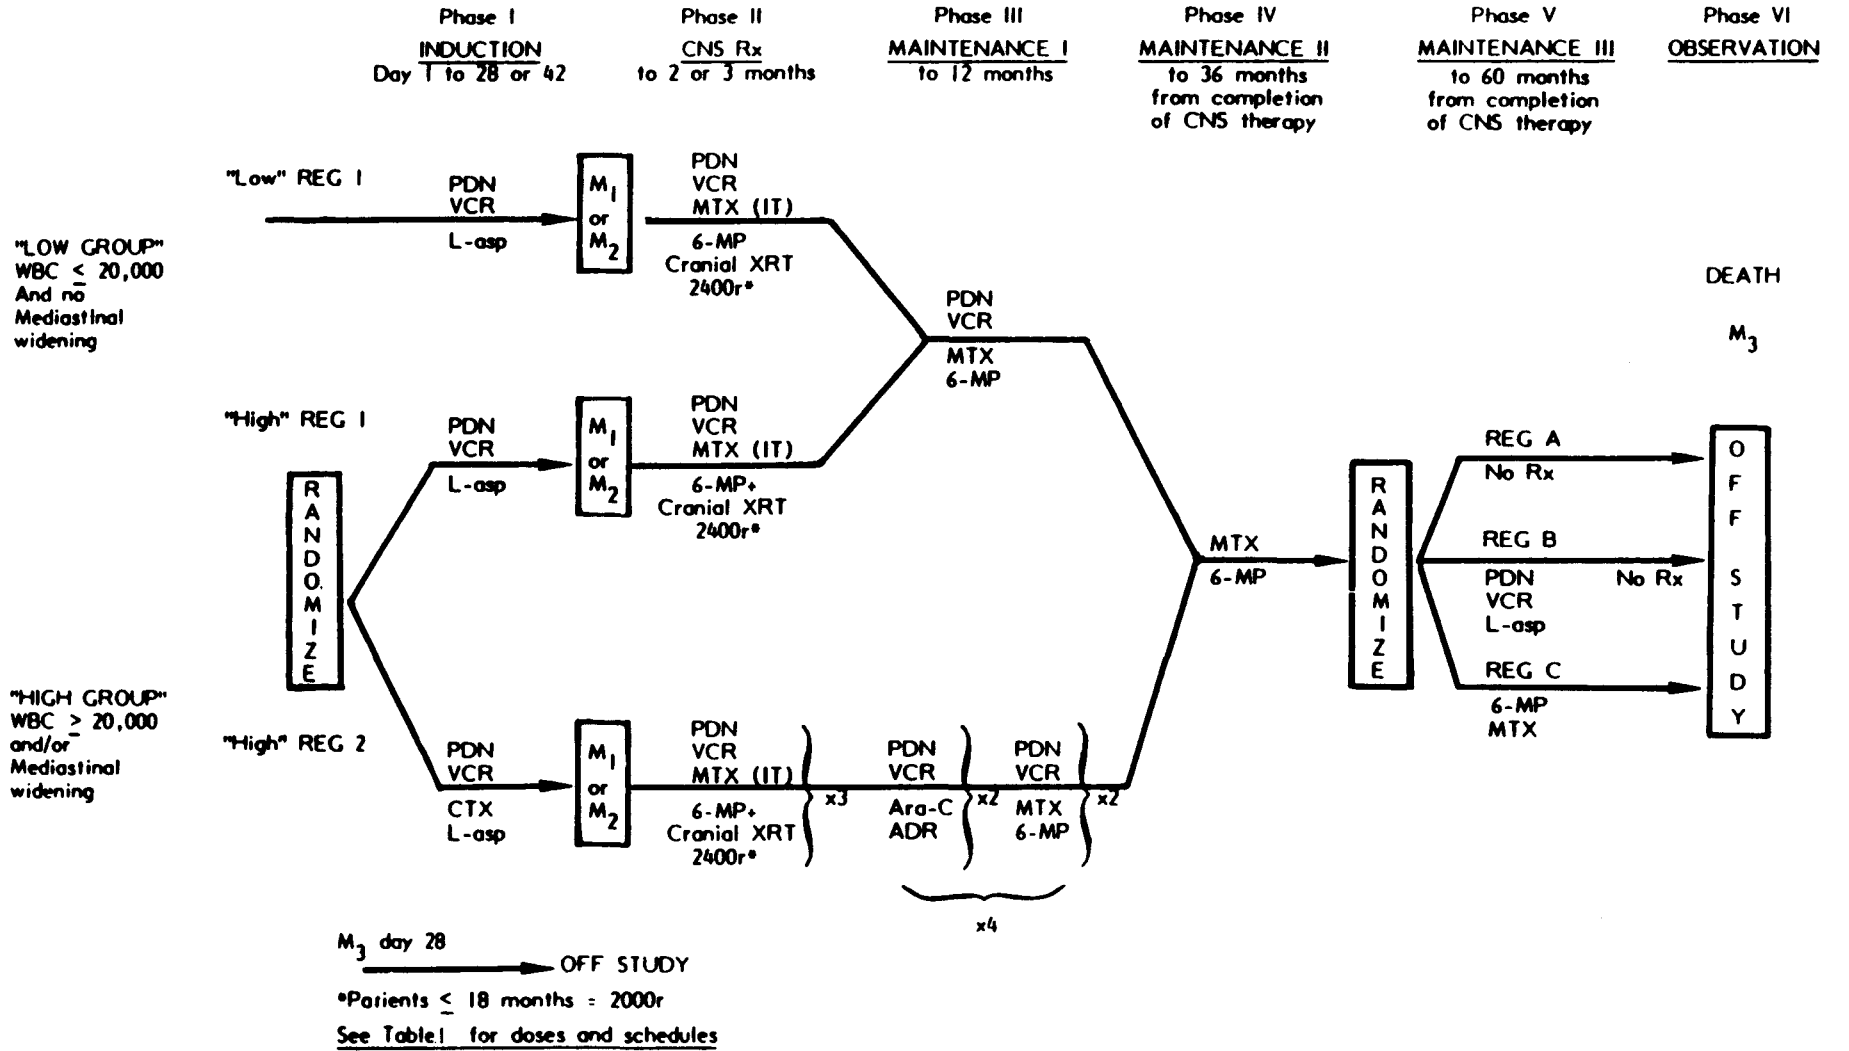 Phase I
INDUCTION
Day 1 to 28 or 42
Phase II
CNS Rx
to 2 or 3 months
Phase III
MAINTENANCE I
to 12 months
Phase IV
MAINTENANCE II
to 36 months
from completion
of CNS therapy
Phase V
MAINTENANCE III
to 60 months
from completion
of CNS therapy
Phase VI
OBSERVATION
"LOW GROUP"
WBC ≤ 20,000
And no
Mediastinal
widening
"Low" REG I
PDN
VCR
L-asp
M1
or
M2
PDN
VCR
MTX (IT)
6-MP
Cranial XRT
2400r*
"High" REG I
PDN
VCR
L-asp
M1
or
M2
PDN
VCR
MTX (IT)
6-MP+
Cranial XRT
2400r*
PDN
VCR
MTX
6-MP
RANDOMIZE
"HIGH GROUP"
WBC ≥ 20,000
and/or
Mediastinal
widening
"High" REG 2
PDN
VCR
CTX
L-asp
M1
or
M2
PDN
VCR
MTX (IT)
6-MP+
Cranial XRT
2400r*
x3
PDN
VCR
Ara-C
ADR
x2
PDN
VCR
MTX
6-MP
x2
x4
MTX
6-MP
RANDOMIZE
REG A
No Rx
REG B
PDN
VCR
L-asp
No Rx
REG C
6-MP
MTX
DEATH
M3
OFF STUDY
M3 day 28
OFF STUDY
*Patients ≤ 18 months = 2000r
See Table 1 for doses and schedules